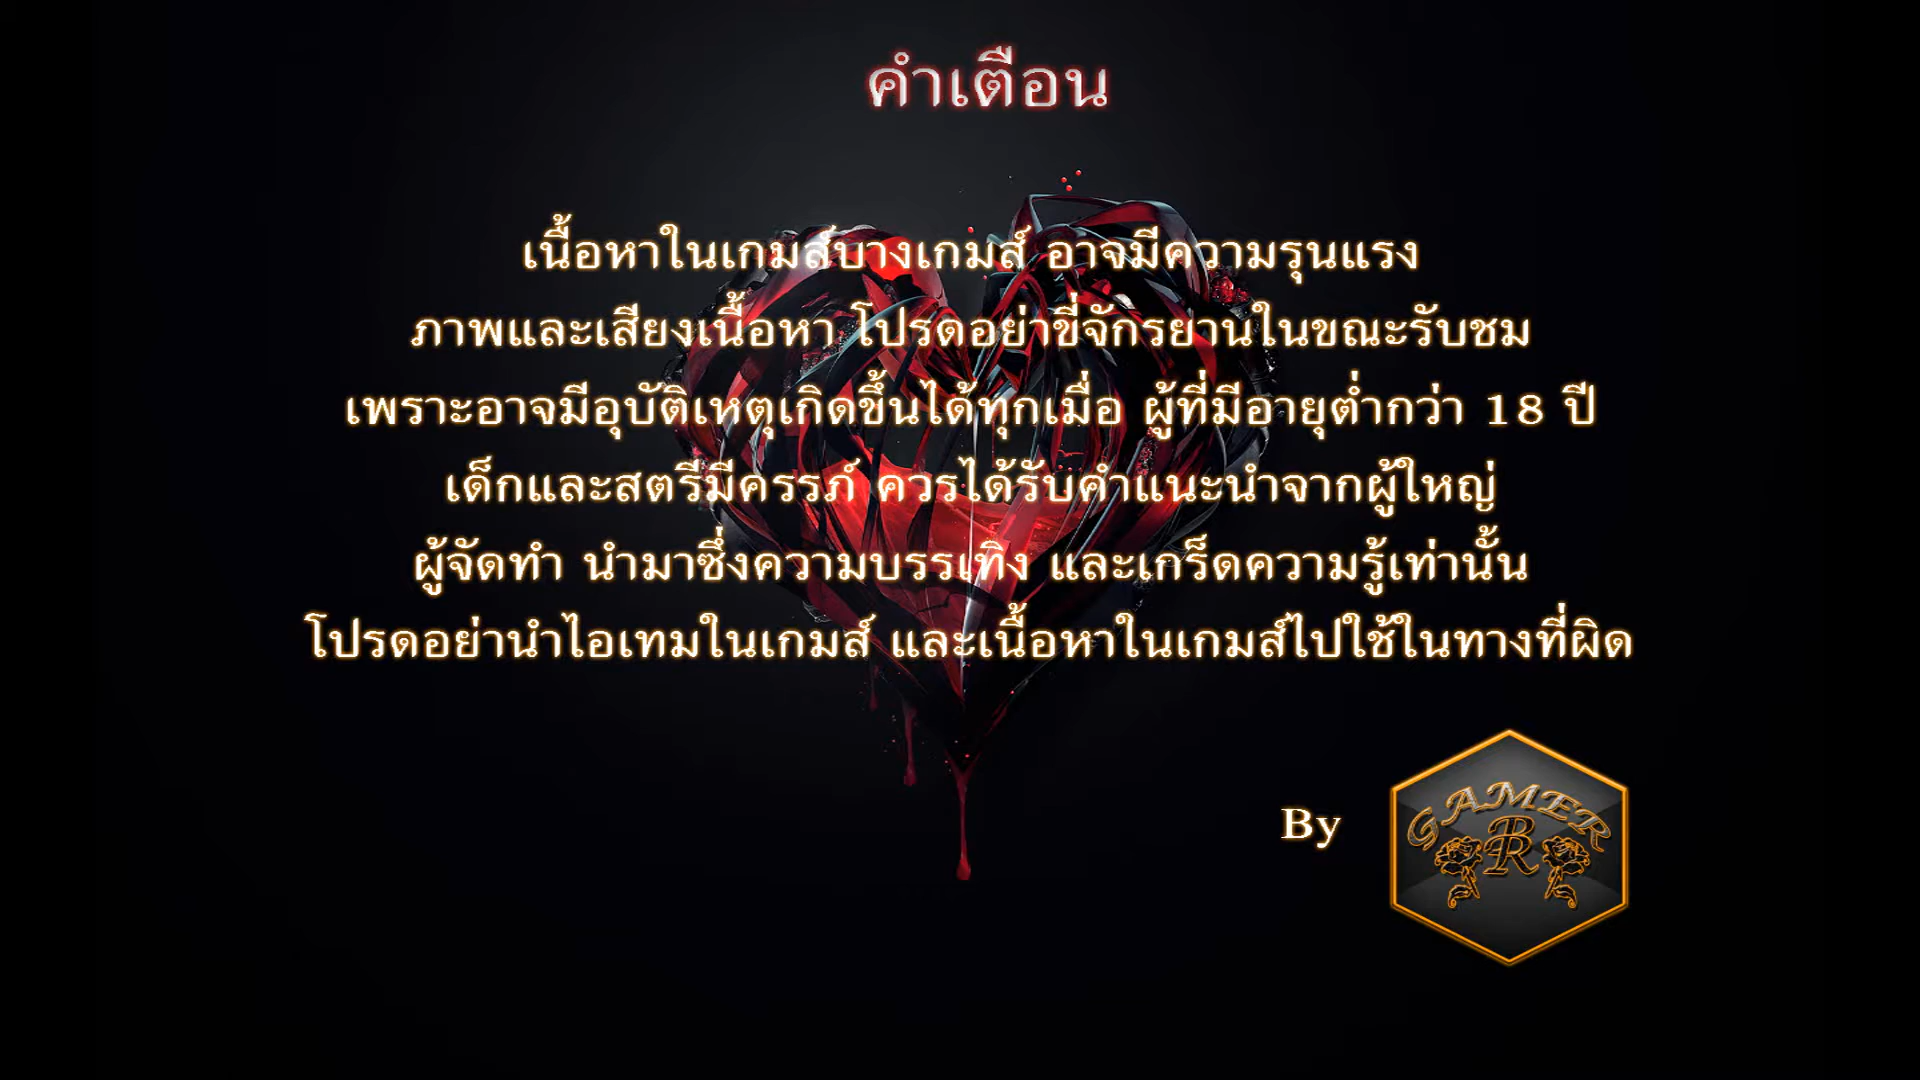 คำเตือน
เนื้อหาในเกมส์บางเกมส์ อาจมีความรุนแรง
ภาพและเสียงเนื้อหา โปรดอย่าขี่จักรยานในขณะรับชม
เพราะอาจมีอุบัติเหตุเกิดขึ้นได้ทุกเมื่อ ผู้ที่มีอายุต่ำกว่า 18 ปี
เด็กและสตรีมีครรภ์ ควรได้รับคำแนะนำจากผู้ใหญ่
ผู้จัดทำ นำมาซึ่งความบรรเทิง และเกร็ดความรู้เท่านั้น
โปรดอย่านำไอเทมในเกมส์ และเนื้อหาในเกมส์ไปใช้ในทางที่ผิด
By
GAMER
R